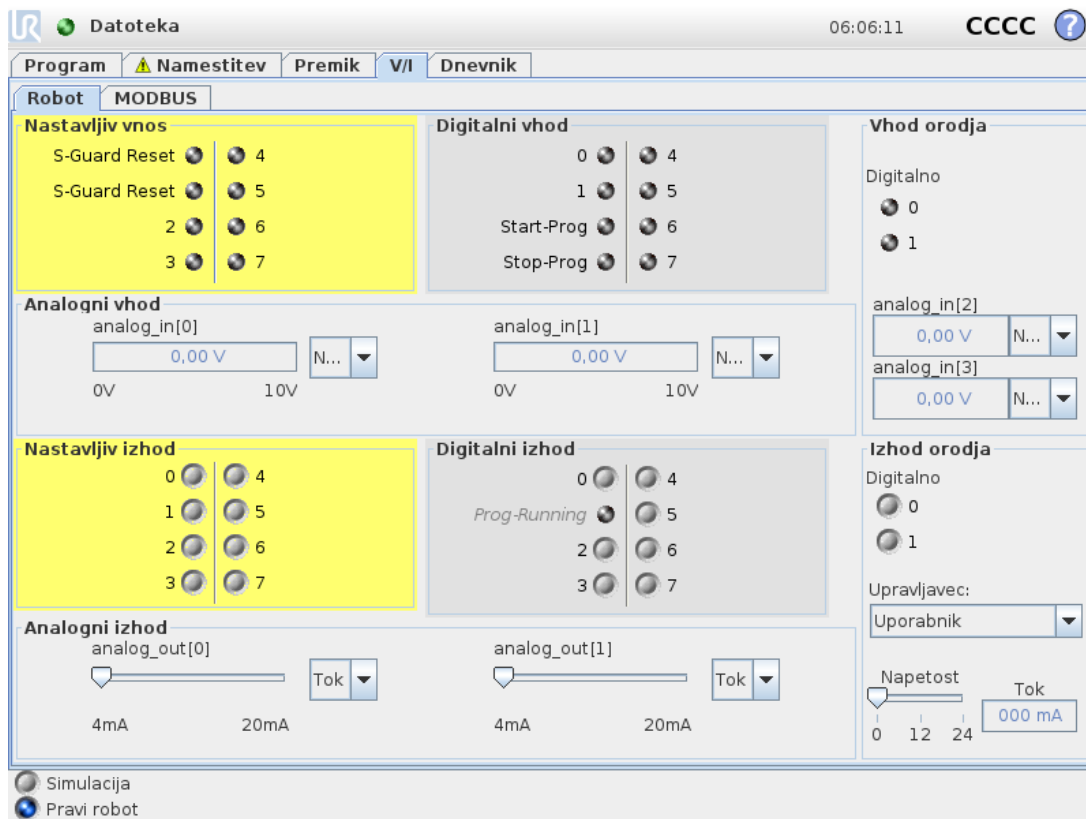 UR Datoteka 06:06:11 CCCC ?
Program Namestitev Premik V/I Dnevnik
Robot MODBUS
Nastavljiv vnos
S-Guard Reset 4
S-Guard Reset 5
2 6
3 7
Digitalni vhod
0 4
1 5
Start-Prog 6
Stop-Prog 7
Vhod orodja
Digitalno
0
1
analog_in[2]
0,00 V N...
analog_in[3]
0,00 V N...
Analogni vhod
analog_in[0]
0,00 V N...
0V 10V
analog_in[1]
0,00 V N...
0V 10V
Nastavljiv izhod
0 4
1 5
2 6
3 7
Digitalni izhod
0 4
Prog-Running 5
2 6
3 7
Izhod orodja
Digitalno
0
1
Upravljavec:
Uporabnik
Napetost
0 12 24
Tok
000 mA
Analogni izhod
analog_out[0]
Tok
4mA 20mA
analog_out[1]
Tok
4mA 20mA
Simulacija
Pravi robot